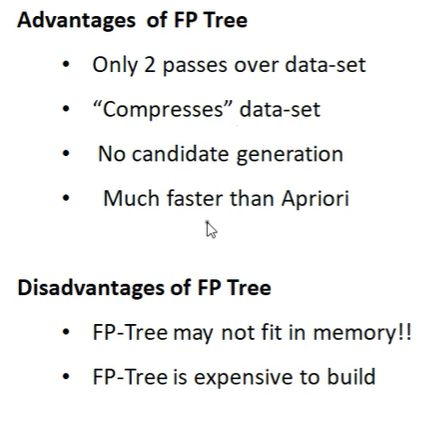 Advantages of FP Tree
• Only 2 passes over data-set
• “Compresses” data-set
• No candidate generation
• Much faster than Apriori
Disadvantages of FP Tree
• FP-Tree may not fit in memory!!
• FP-Tree is expensive to build